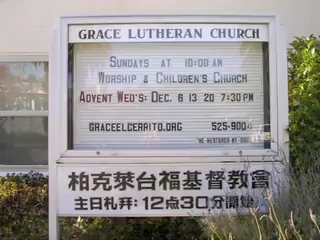 GRACE LUTHERAN CHURCH
SUNDAYS AT 10:00 AM
WORSHIP & CHILDREN'S CHURCH
ADVENT WED'S: DEC. 6 13 20 7:30 PM
GRACEELCERRITO.ORG 525-9004
柏克萊台福基督教會
主日礼拜: 12点30分開始